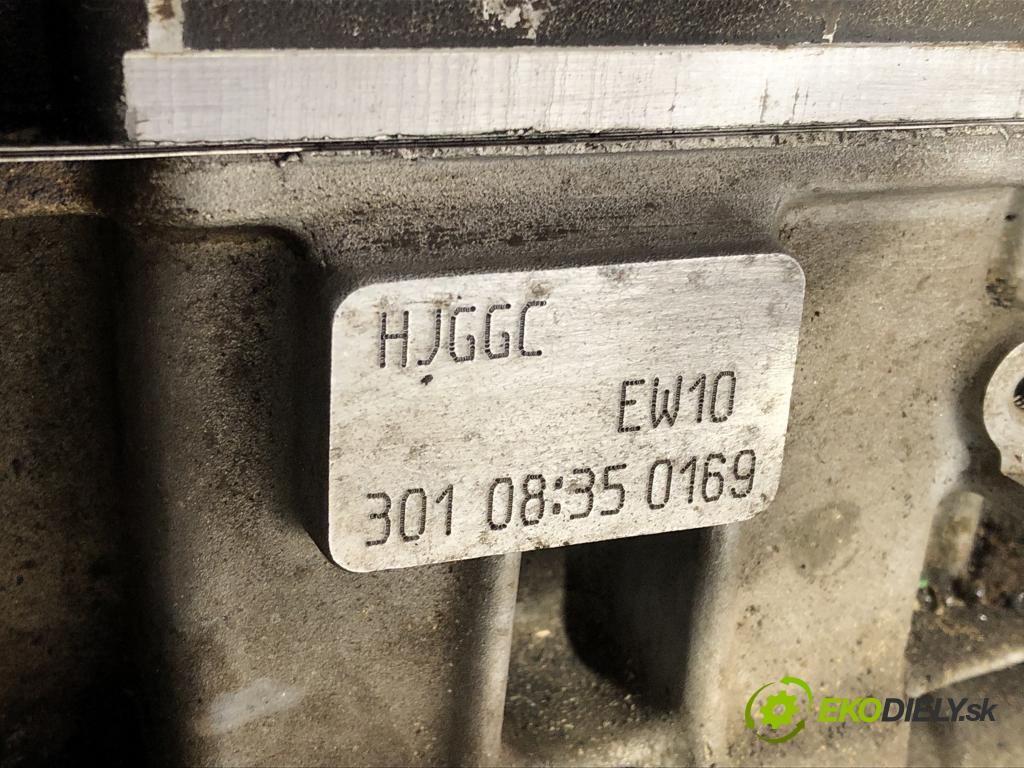 HJGGC
EW10
301 08:35 0169
EKODIELY.sk